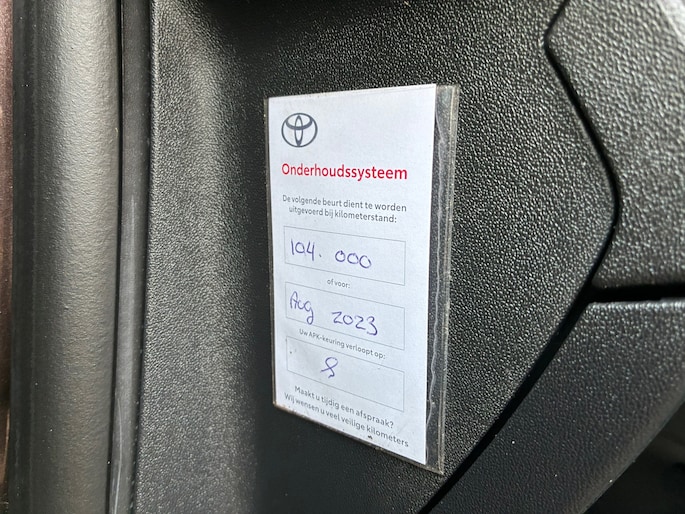 Onderhoudssysteem
De volgende beurt dient te worden
uitgevoerd bij kilometerstand:
104.000
of voor:
Aug 2023
Uw APK-keuring verloopt op:
8
Maakt u tijdig een afspraak?
Wij wensen u veel veilige kilometers